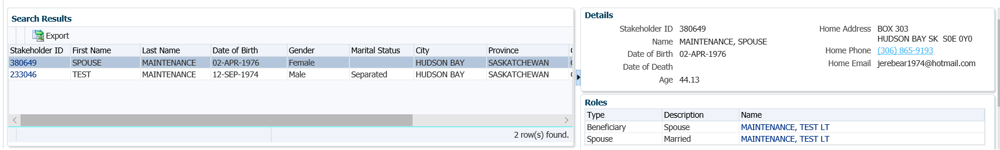 Search Results
Export
Stakeholder ID First Name Last Name Date of Birth Gender Marital Status City Province
380649 SPOUSE MAINTENANCE 02-APR-1976 Female HUDSON BAY SASKATCHEWAN
233046 TEST MAINTENANCE 12-SEP-1974 Male Separated HUDSON BAY SASKATCHEWAN
2 row(s) found.
Details
Stakeholder ID 380649
Name MAINTENANCE, SPOUSE
Date of Birth 02-APR-1976
Date of Death
Age 44.13
Home Address BOX 303
HUDSON BAY SK S0E 0Y0
Home Phone (306) 865-9193
Home Email jerebear1974@hotmail.com
Roles
Type Description Name
Beneficiary Spouse MAINTENANCE, TEST LT
Spouse Married MAINTENANCE, TEST LT